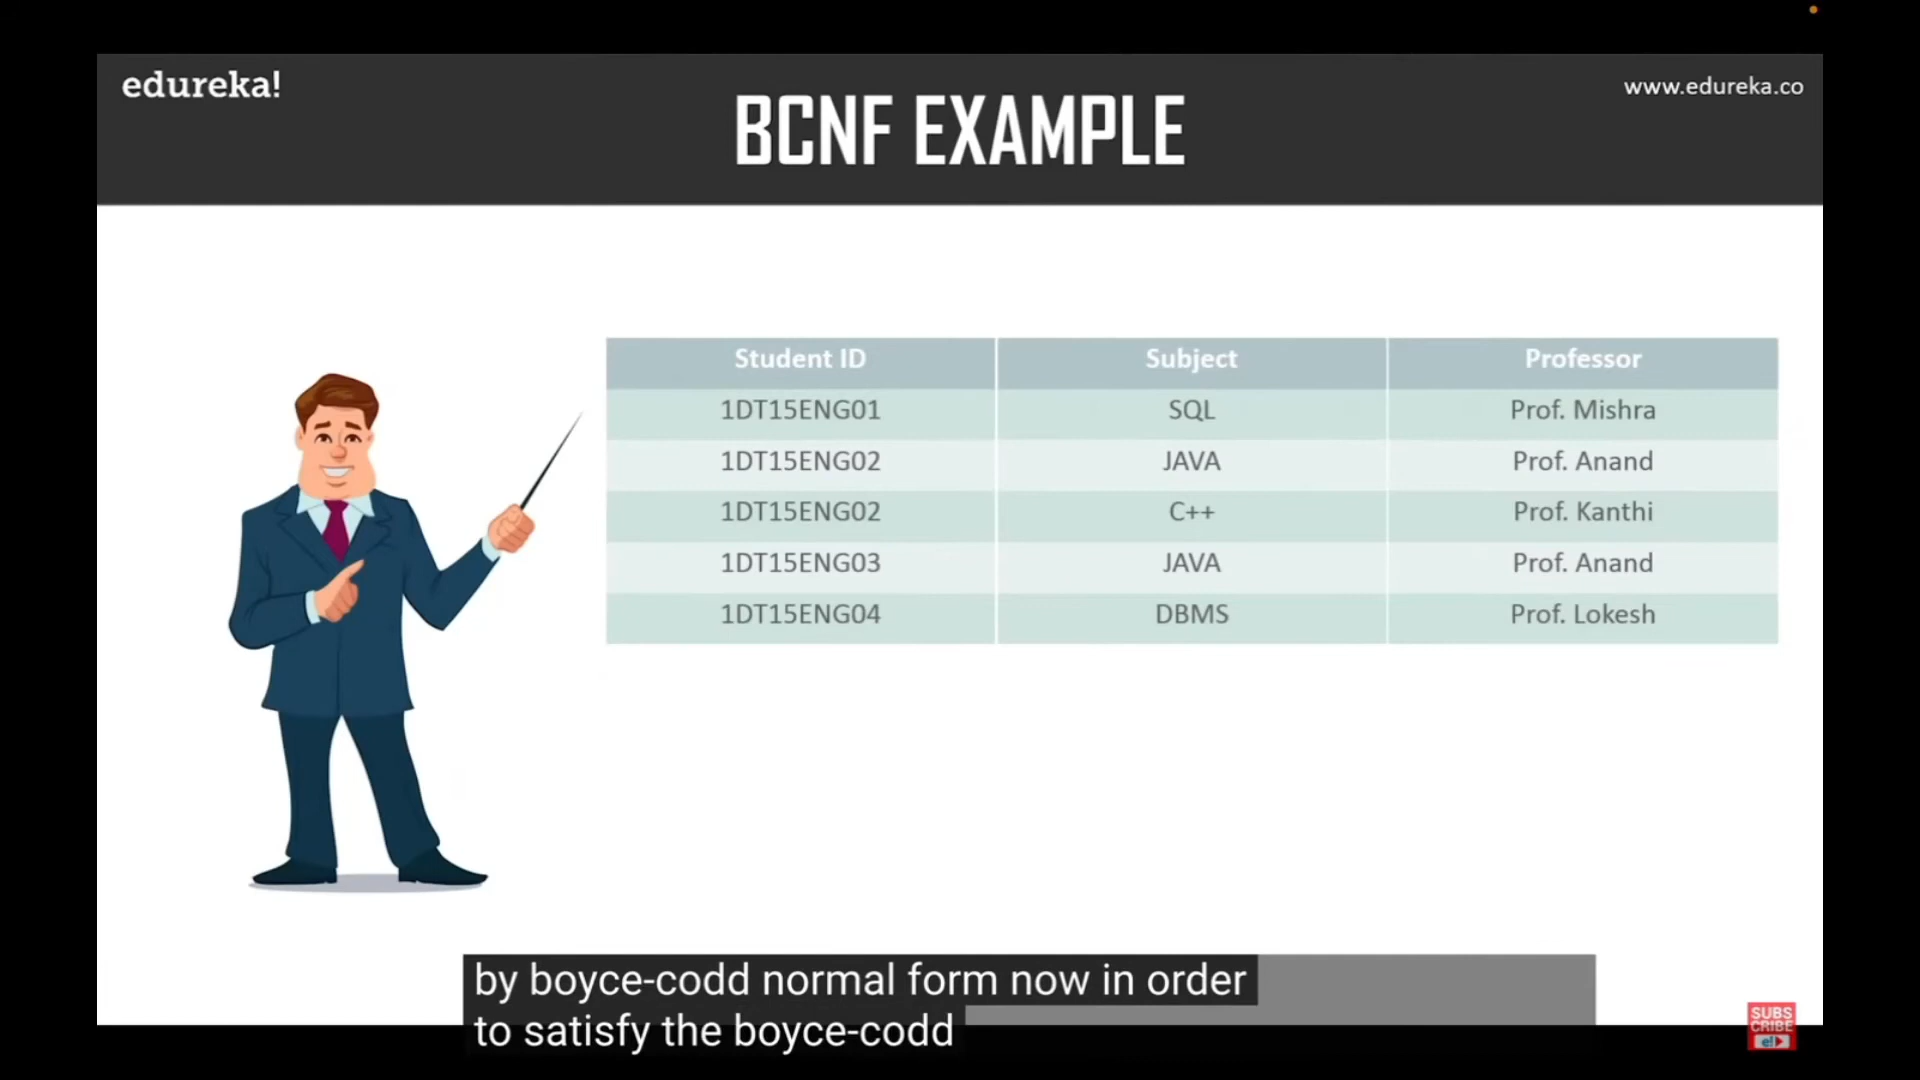 edureka!
www.edureka.co
BCNF EXAMPLE
Student ID Subject Professor
1DT15ENG01 SQL Prof. Mishra
1DT15ENG02 JAVA Prof. Anand
1DT15ENG02 C++ Prof. Kanthi
1DT15ENG03 JAVA Prof. Anand
1DT15ENG04 DBMS Prof. Lokesh
by boyce-codd normal form now in order
to satisfy the boyce-codd
SUBS
CRIBE
e!